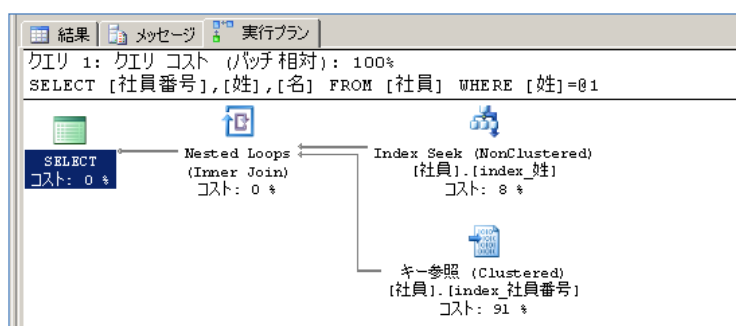 結果 メッセージ 実行プラン
クエリ 1: クエリ コスト (バッチ相対): 100%
SELECT [社員番号],[姓],[名] FROM [社員] WHERE [姓]=@1
SELECT
コスト: 0 %
Nested Loops
(Inner Join)
コスト: 0 %
Index Seek (NonClustered)
[社員].[index_姓]
コスト: 8 %
キー参照 (Clustered)
[社員].[index_社員番号]
コスト: 91 %